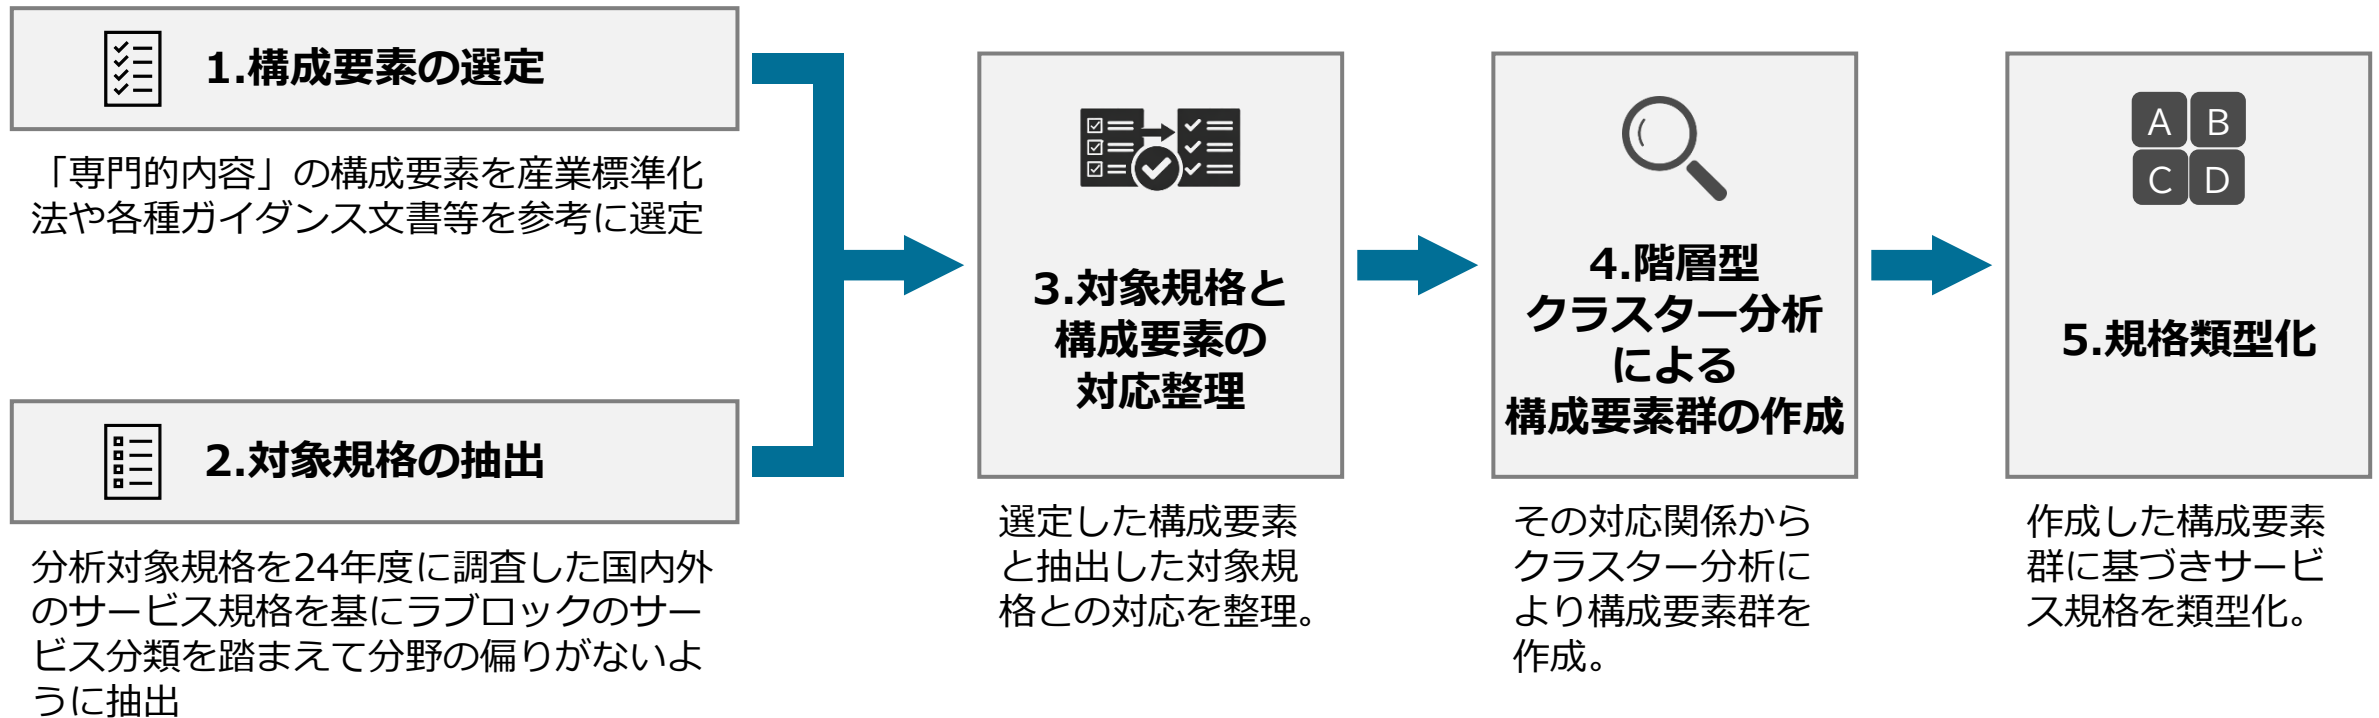 1.構成要素の選定
「専門的内容」の構成要素を産業標準化
法や各種ガイダンス文書等を参考に選定
2.対象規格の抽出
分析対象規格を24年度に調査した国内外
のサービス規格を基にラブロックのサー
ビス分類を踏まえて分野の偏りがないよ
うに抽出
3.対象規格と
構成要素の
対応整理
選定した構成要素
と抽出した対象規
格との対応を整理。
4.階層型
クラスター分析
による
構成要素群の作成
その対応関係から
クラスター分析に
より構成要素群を
作成。
A B
C D
5.規格類型化
作成した構成要素
群に基づきサービ
ス規格を類型化。